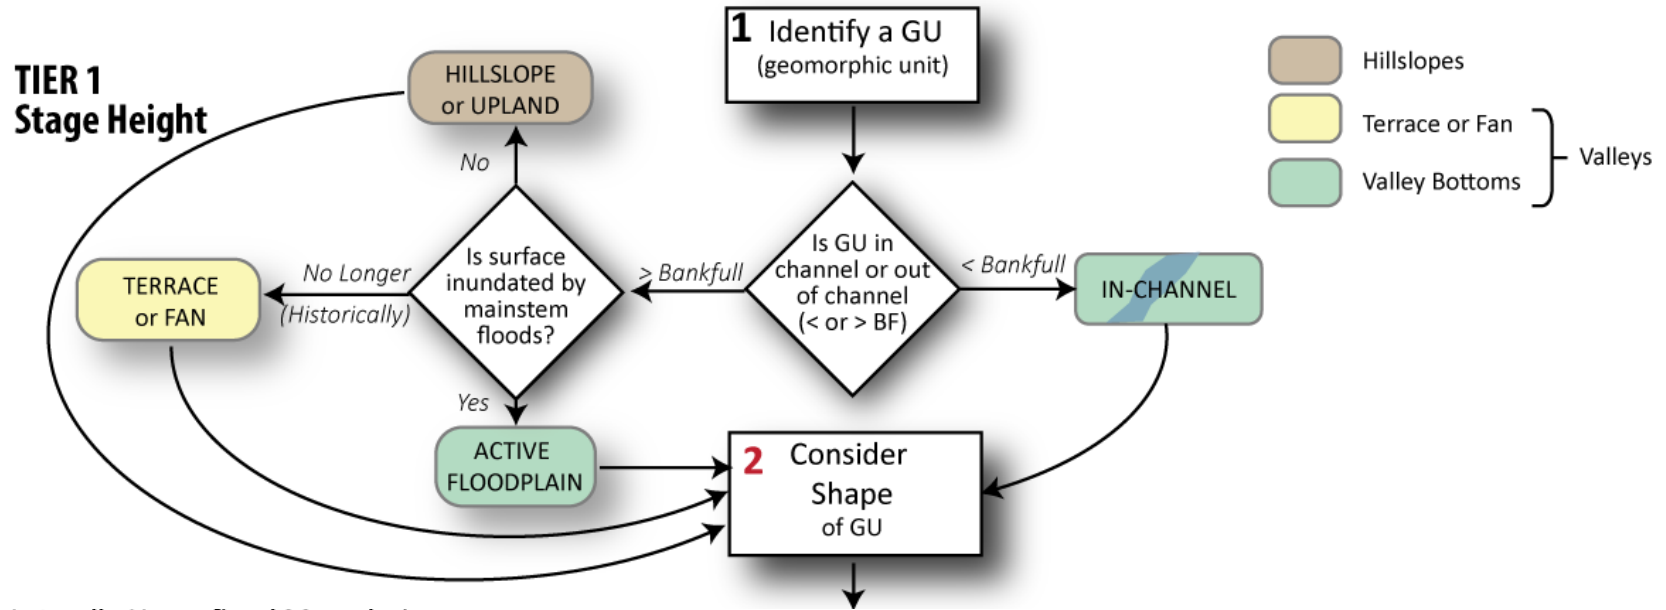 TIER 1
Stage Height
1 Identify a GU
(geomorphic unit)
HILLSLOPE
or UPLAND
Hillslopes
Terrace or Fan
Valley Bottoms
Valleys
No
Is surface
inundated by
mainstem
floods?
Is GU in
channel or out
of channel
(< or > BF)
> Bankfull
< Bankfull
IN-CHANNEL
No Longer
(Historically)
TERRACE
or FAN
Yes
ACTIVE
FLOODPLAIN
2 Consider
Shape
of GU